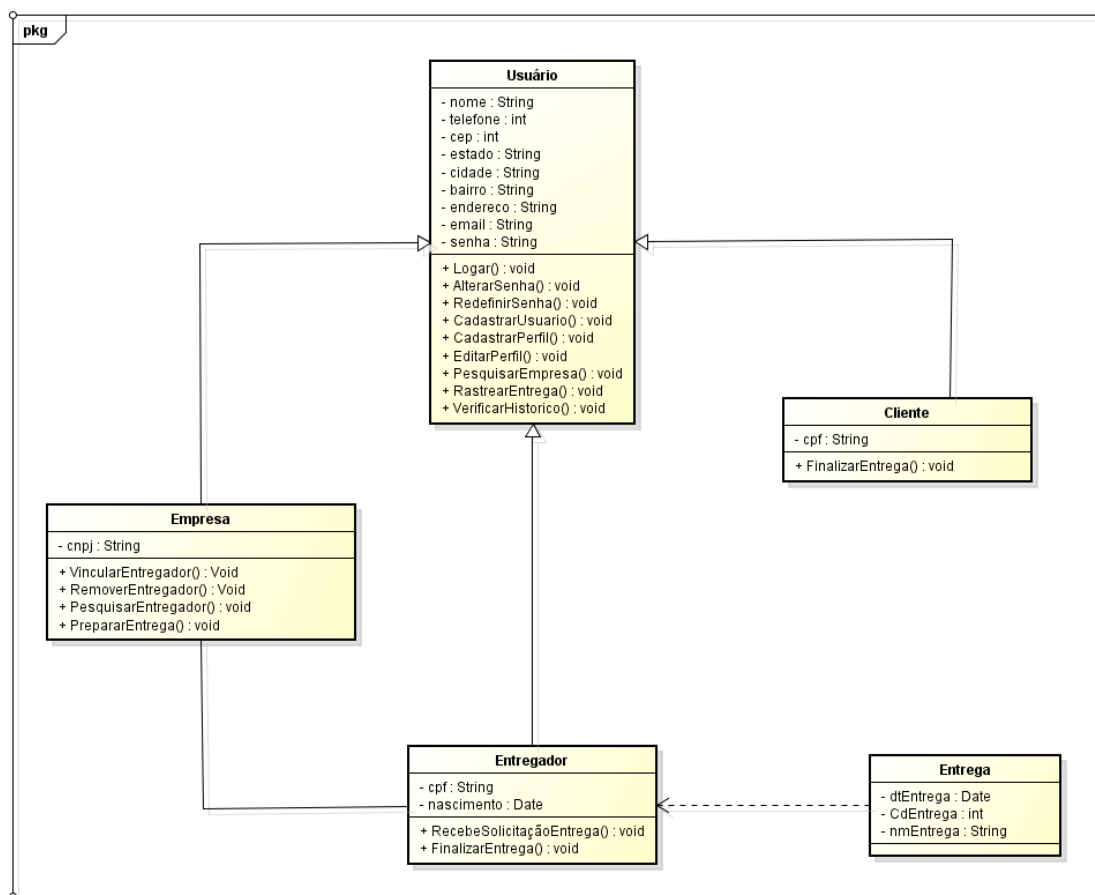 pkg
Usuário
- nome : String
- telefone : int
- cep : int
- estado : String
- cidade : String
- bairro : String
- endereco : String
- email : String
- senha : String
+ Logar() : void
+ AlterarSenha() : void
+ RedefinirSenha() : void
+ CadastrarUsuario() : void
+ CadastrarPerfil() : void
+ EditarPerfil() : void
+ PesquisarEmpresa() : void
+ RastrearEntrega() : void
+ VerificarHistorico() : void
Cliente
- cpf : String
+ FinalizarEntrega() : void
Empresa
- cnpj : String
+ VincularEntregador() : Void
+ RemoverEntregador() : Void
+ PesquisarEntregador() : void
+ PrepararEntrega() : void
Entregador
- cpf : String
- nascimento : Date
+ RecebeSolicitaçãoEntrega() : void
+ FinalizarEntrega() : void
Entrega
- dtEntrega : Date
- CdEntrega : int
- nmEntrega : String